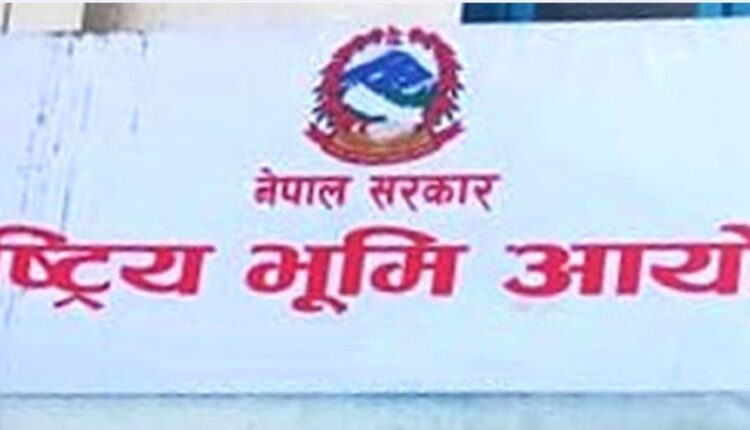 नेपाल सरकार
ष्ट्रिय भूमि आयो